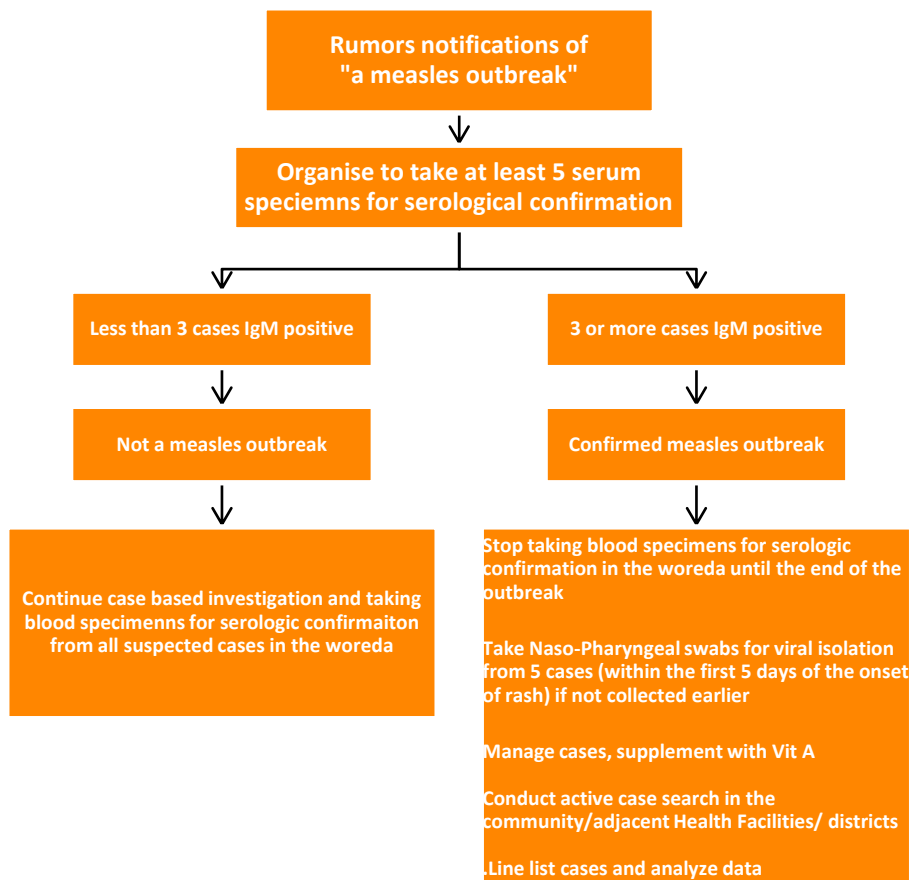 Rumors notifications of
"a measles outbreak"
Organise to take at least 5 serum
speciemns for serological confirmation
Less than 3 cases IgM positive
3 or more cases IgM positive
Not a measles outbreak
Confirmed measles outbreak
Continue case based investigation and taking
blood specimenns for serologic confirmaiton
from all suspected cases in the woreda
Stop taking blood specimens for serologic
confirmation in the woreda until the end of the
outbreak
Take Naso-Pharyngeal swabs for viral isolation
from 5 cases (within the first 5 days of the onset
of rash) if not collected earlier
Manage cases, supplement with Vit A
Conduct active case search in the
community/adjacent Health Facilities/ districts
.Line list cases and analyze data